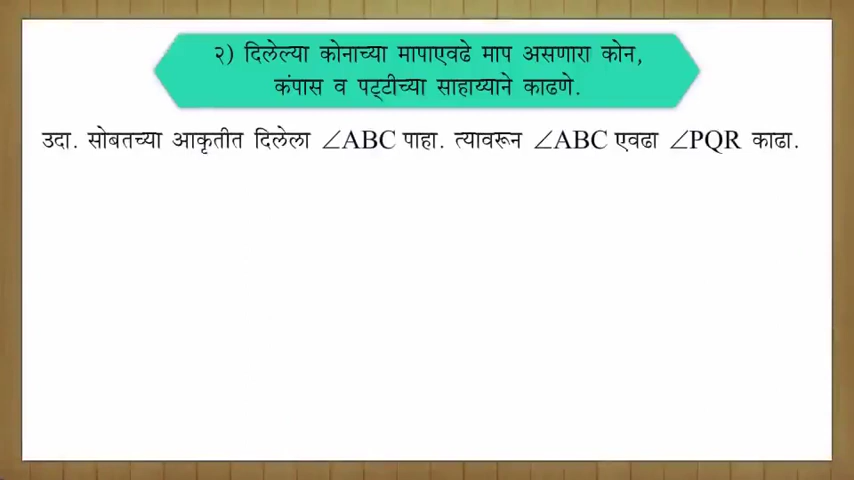 २) दिलेल्या कोनाच्या मापाएवढे माप असणारा कोन,
कंपास व पट्टीच्या साहाय्याने काढणे.
उदा. सोबतच्या आकृतीत दिलेला ∠ABC पाहा. त्यावरून ∠ABC एवढा ∠PQR काढा.